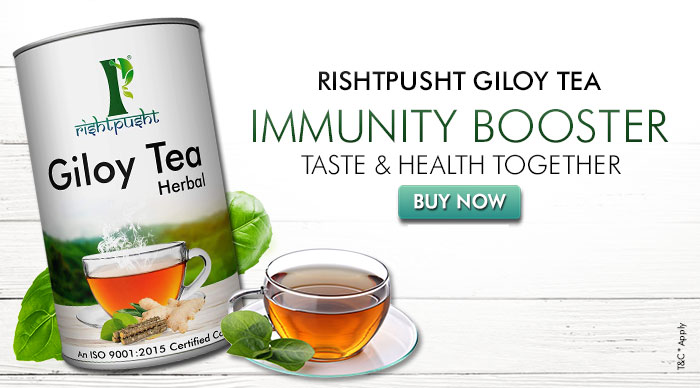 rishtpusht
Giloy Tea
Herbal
An ISO 9001:2015 Certified
RISHTPUSHT GILOY TEA
IMMUNITY BOOSTER
TASTE & HEALTH TOGETHER
BUY NOW
T&C * Apply